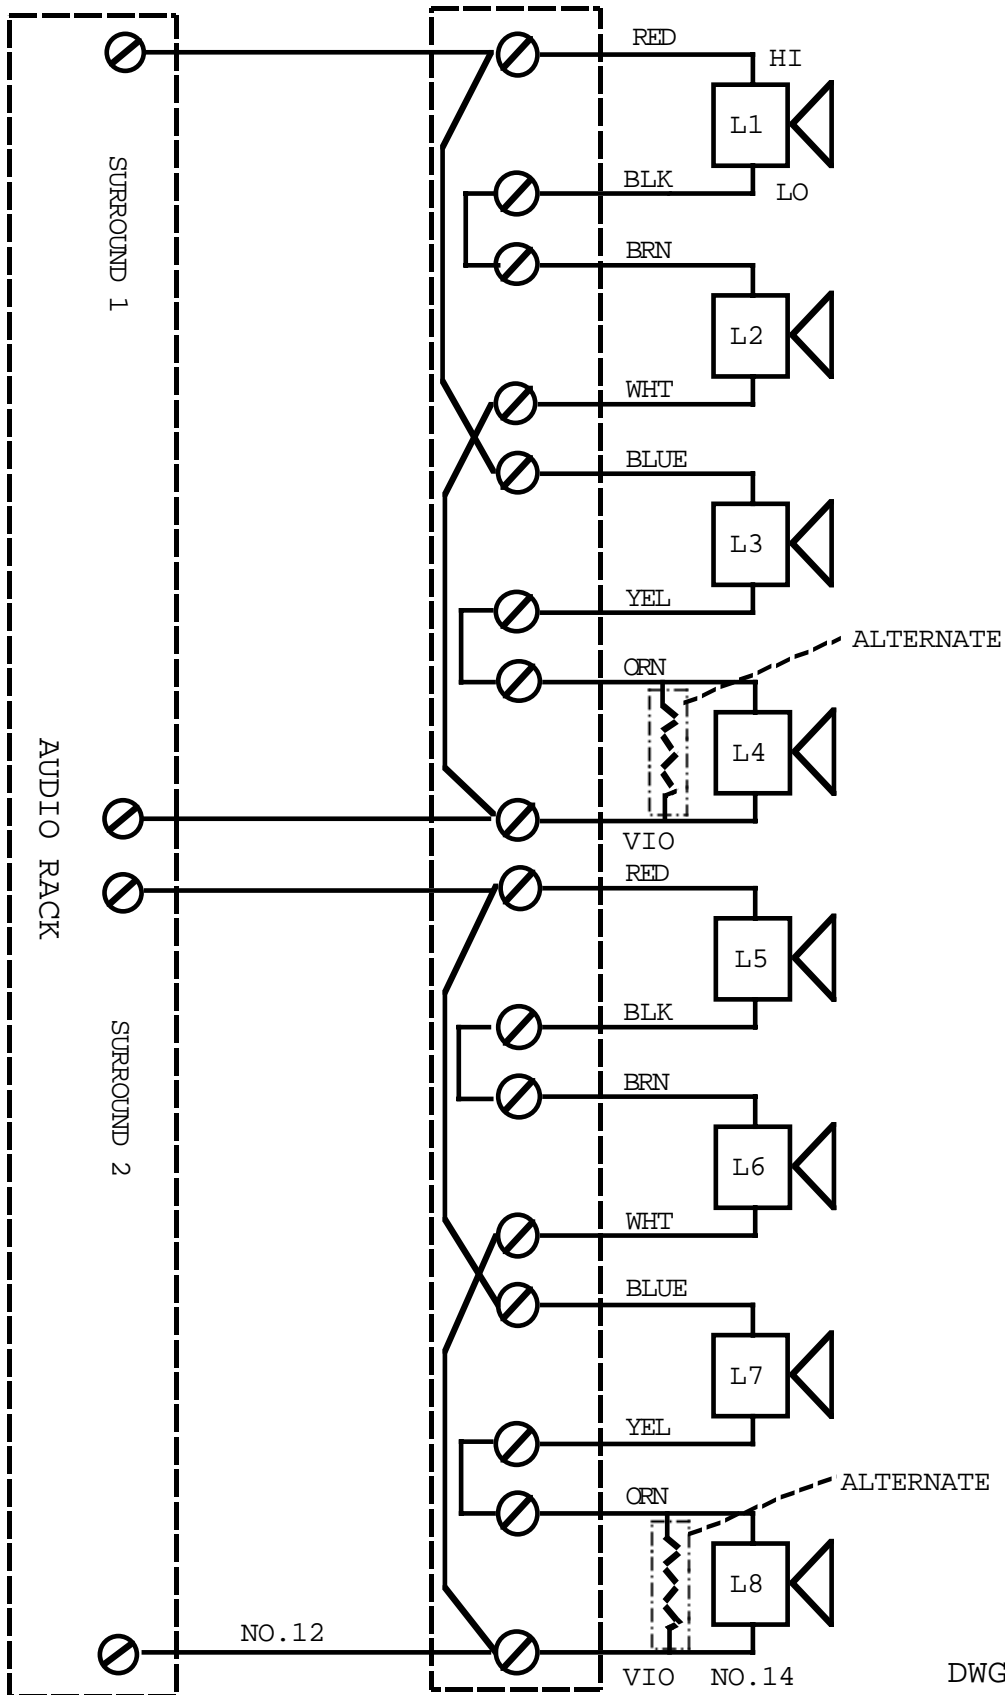 RED
HI
L1
SURROUND 1
BLK
LO
BRN
L2
WHT
BLUE
L3
YEL
ALTERNATE
ORN
L4
AUDIO RACK
VIO
RED
L5
BLK
SURROUND 2
BRN
L6
WHT
BLUE
L7
YEL
ALTERNATE
ORN
L8
NO.12
VIO
NO.14
DWG